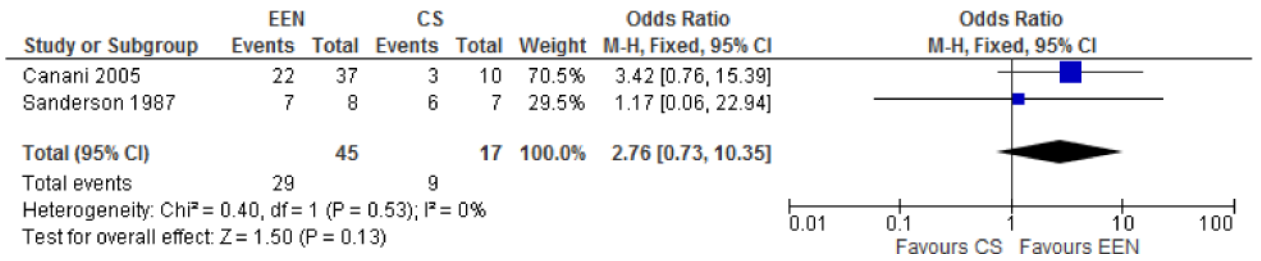 EEN CS Odds Ratio Odds Ratio
Study or Subgroup Events Total Events Total Weight M-H, Fixed, 95% CI M-H, Fixed, 95% CI
Canani 2005 22 37 3 10 70.5% 3.42 [0.76, 15.39]
Sanderson 1987 7 8 6 7 29.5% 1.17 [0.06, 22.94]
Total (95% CI) 45 17 100.0% 2.76 [0.73, 10.35]
Total events 29 9
Heterogeneity: Chi² = 0.40, df = 1 (P = 0.53); I² = 0%
Test for overall effect: Z = 1.50 (P = 0.13)
0.01 0.1 1 10 100
Favours CS Favours EEN